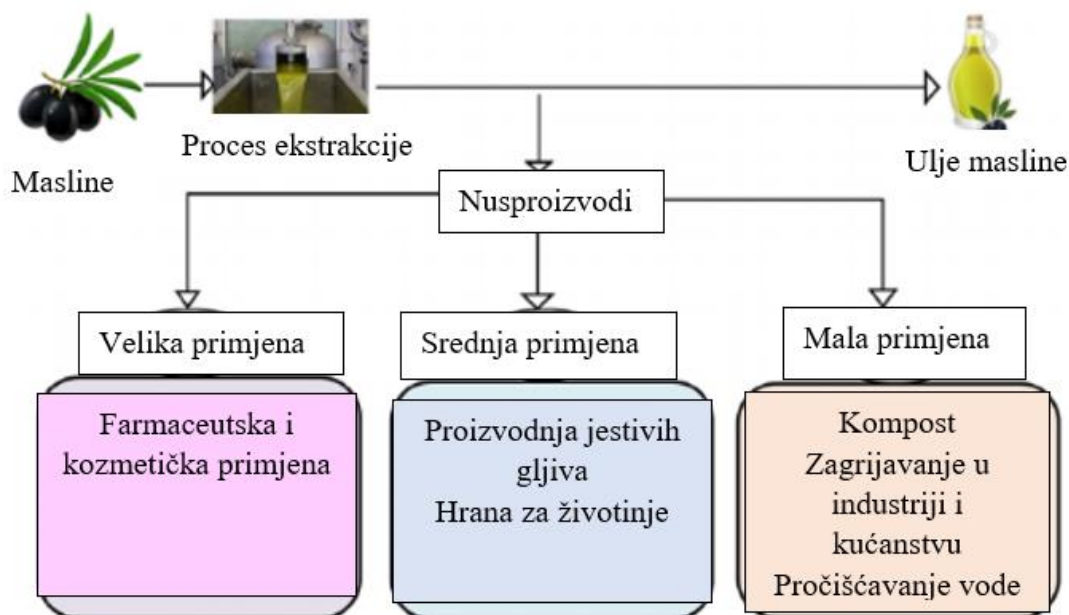 Masline
Proces ekstrakcije
Ulje masline
Nusproizvodi
Velika primjena
Srednja primjena
Mala primjena
Farmaceutska i
kozmetička primjena
Proizvodnja jestivih
gljiva
Hrana za životinje
Kompost
Zagrijavanje u
industriji i
kućanstvu
Pročišćavanje vode